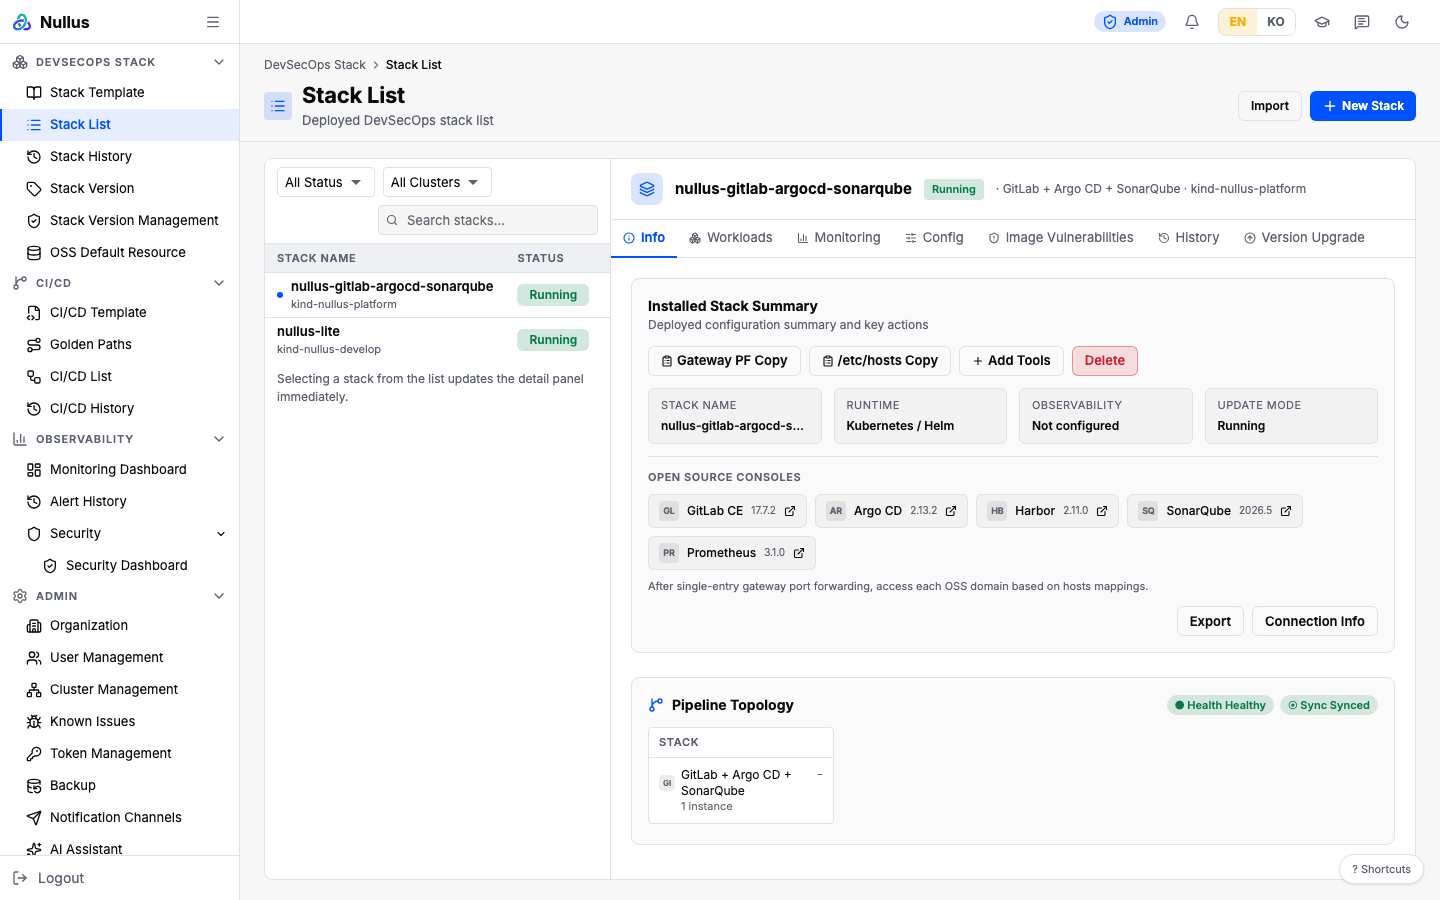 Nullus
DEVSECOPS STACK
Stack Template
Stack List
Stack History
Stack Version
Stack Version Management
OSS Default Resource
CI/CD
CI/CD Template
Golden Paths
CI/CD List
CI/CD History
OBSERVABILITY
Monitoring Dashboard
Alert History
Security
Security Dashboard
ADMIN
Organization
User Management
Cluster Management
Known Issues
Token Management
Backup
Notification Channels
AI Assistant
Logout
Admin
EN KO
DevSecOps Stack > Stack List
Stack List
Deployed DevSecOps stack list
Import
+ New Stack
All Status
All Clusters
Search stacks...
STACK NAME STATUS
nullus-gitlab-argocd-sonarqube
kind-nullus-platform
Running
nullus-lite
kind-nullus-develop
Running
Selecting a stack from the list updates the detail panel
immediately.
nullus-gitlab-argocd-sonarqube Running · GitLab + Argo CD + SonarQube · kind-nullus-platform
Info Workloads Monitoring Config Image Vulnerabilities History Version Upgrade
Installed Stack Summary
Deployed configuration summary and key actions
Gateway PF Copy /etc/hosts Copy + Add Tools Delete
STACK NAME
nullus-gitlab-argocd-s...
RUNTIME
Kubernetes / Helm
OBSERVABILITY
Not configured
UPDATE MODE
Running
OPEN SOURCE CONSOLES
GL GitLab CE 17.7.2
AR Argo CD 2.13.2
HB Harbor 2.11.0
SQ SonarQube 2026.5
PR Prometheus 3.1.0
After single-entry gateway port forwarding, access each OSS domain based on hosts mappings.
Export
Connection Info
Pipeline Topology
Health Healthy
Sync Synced
STACK
GI GitLab + Argo CD + –
SonarQube
1 instance
? Shortcuts